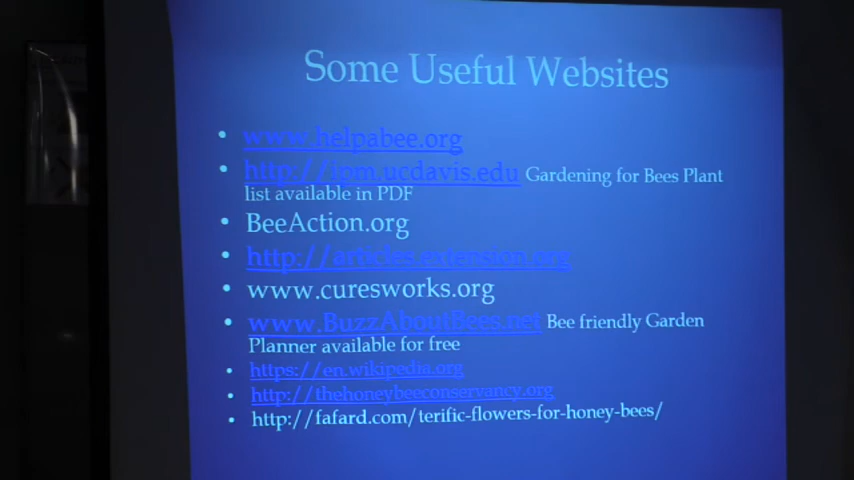 Some Useful Websites
• www.helpabee.org
• http://ipm.ucdavis.edu Gardening for Bees Plant
list available in PDF
• BeeAction.org
• http://articles.extension.org
• www.curesworks.org
• www.BuzzAboutBees.net Bee friendly Garden
Planner available for free
• https://en.wikipedia.org
• http://thehoneybeeconservancy.org
• http://fafard.com/terific-flowers-for-honey-bees/